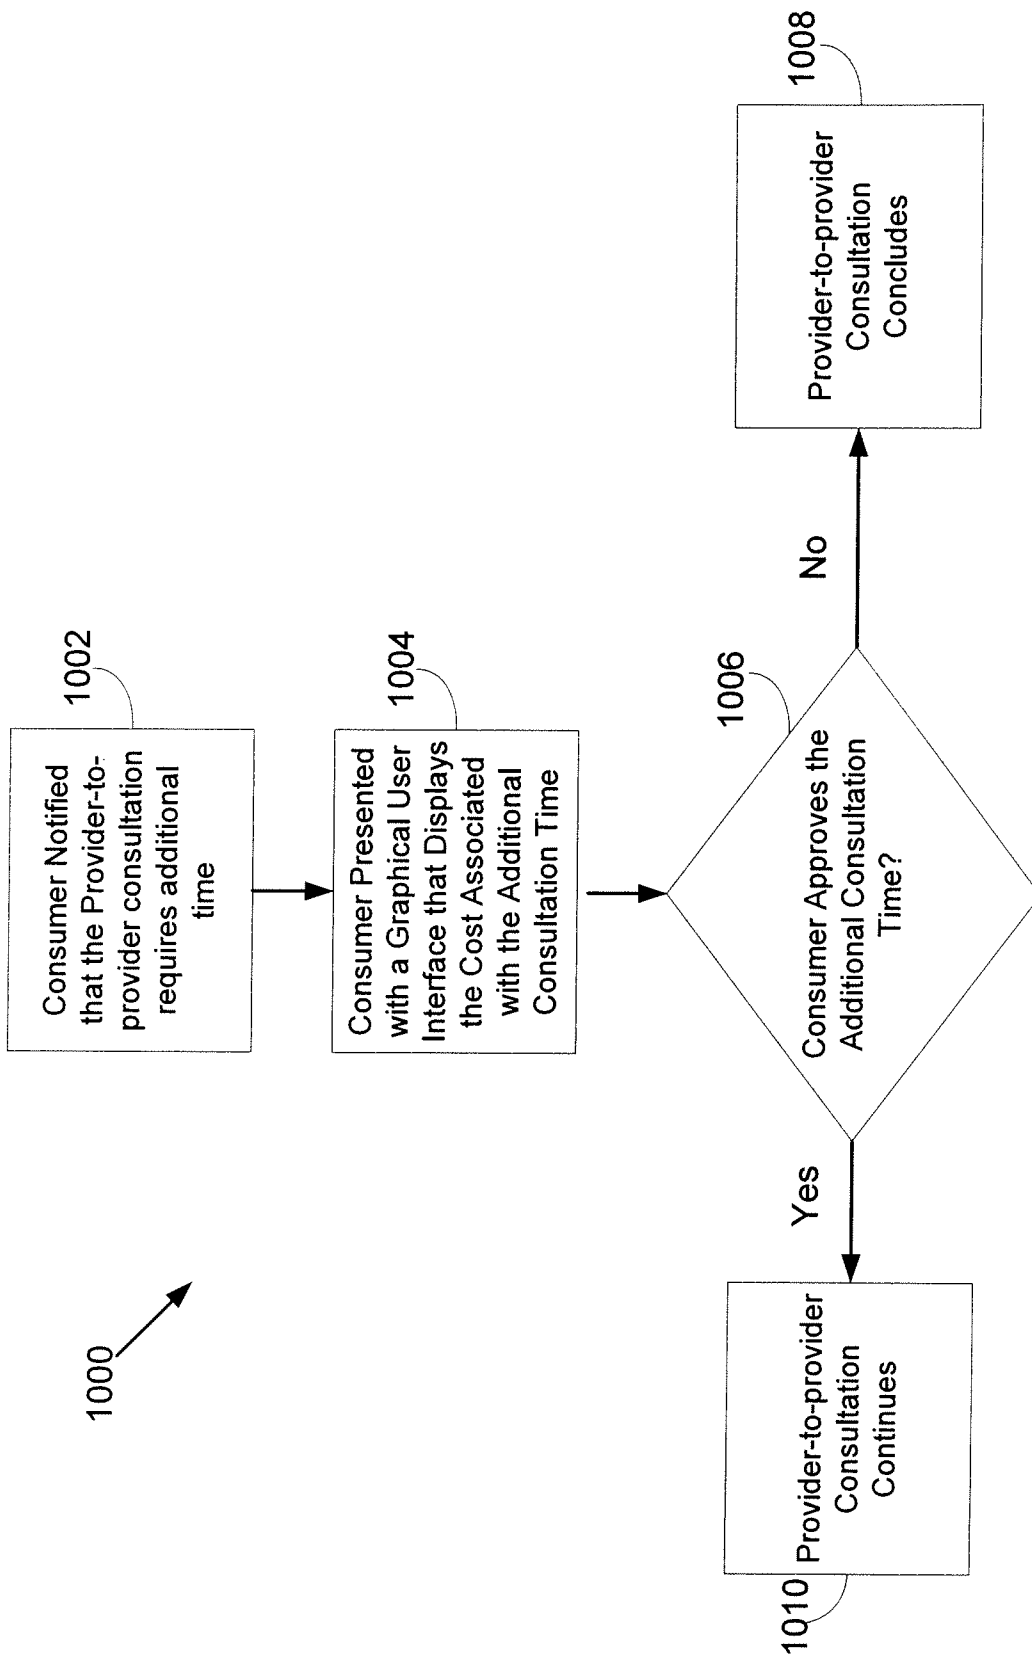 1000
1002
Consumer Notified
that the Provider-to-
provider consultation
requires additional
time
1004
Consumer Presented
with a Graphical User
Interface that Displays
the Cost Associated
with the Additional
Consultation Time
1006
Consumer Approves the
Additional Consultation
Time?
Yes
No
1010
Provider-to-provider
Consultation
Continues
1008
Provider-to-provider
Consultation
Concludes